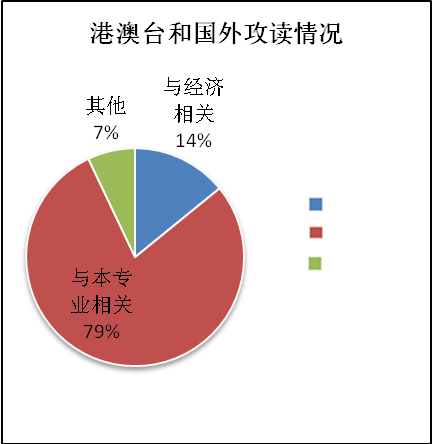 港澳台和国外攻读情况
与经济
相关
14%
其他
7%
与本专
业相关
79%